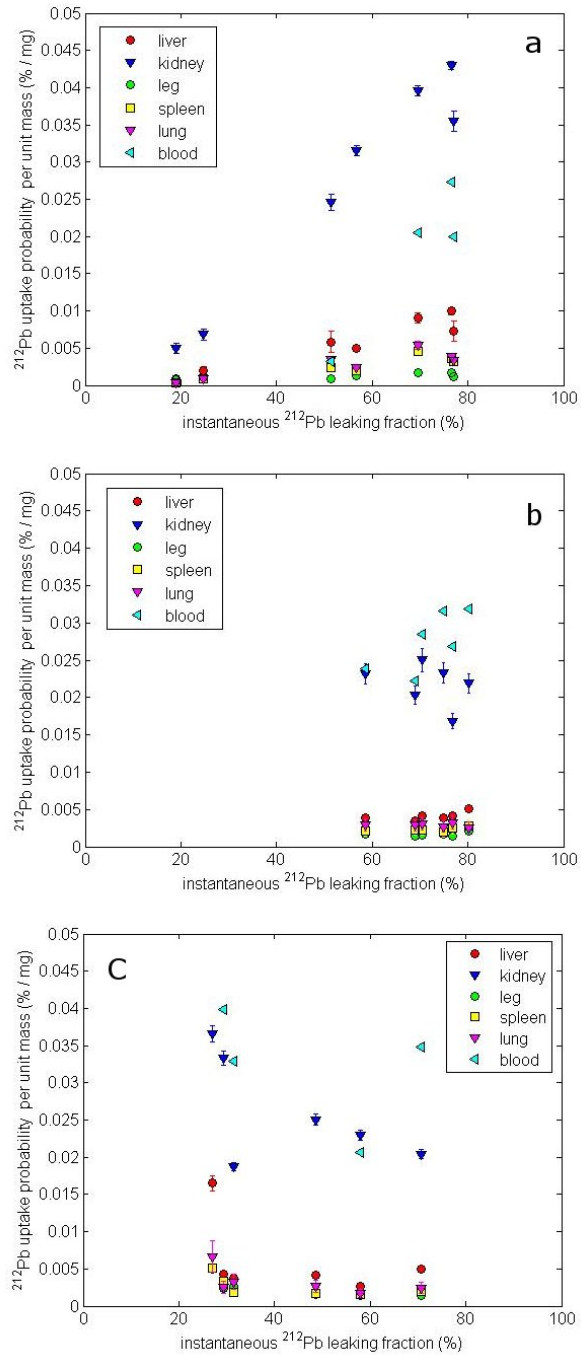 a
liver
kidney
leg
spleen
lung
blood
²¹²Pb uptake probability per unit mass (% / mg)
0.05
0.045
0.04
0.035
0.03
0.025
0.02
0.015
0.01
0.005
0
0 20 40 60 80 100
instantaneous ²¹²Pb leaking fraction (%)
b
liver
kidney
leg
spleen
lung
blood
²¹²Pb uptake probability per unit mass (% / mg)
0.05
0.045
0.04
0.035
0.03
0.025
0.02
0.015
0.01
0.005
0
0 20 40 60 80 100
instantaneous ²¹²Pb leaking fraction (%)
C
liver
kidney
leg
spleen
lung
blood
²¹²Pb uptake probability per unit mass (% / mg)
0.05
0.045
0.04
0.035
0.03
0.025
0.02
0.015
0.01
0.005
0
0 20 40 60 80 100
instantaneous ²¹²Pb leaking fraction (%)